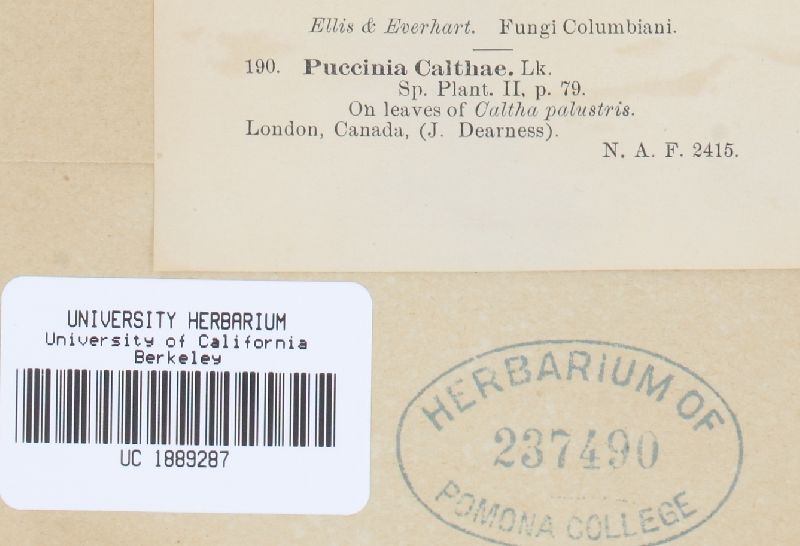 Ellis & Everhart. Fungi Columbiani.
190. Puccinia Calthae. Lk.
Sp. Plant. II, p. 79.
On leaves of Caltha palustris.
London, Canada, (J. Dearness).
N. A. F. 2415.
UNIVERSITY HERBARIUM
University of California
Berkeley
UC 1889287
HERBARIUM OF
237490
POMONA COLLEGE